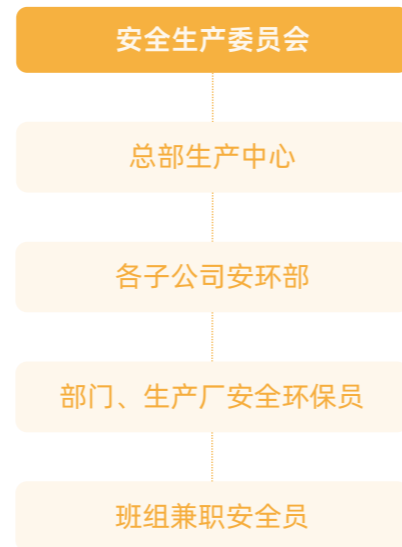 安全生产委员会
总部生产中心
各子公司安环部
部门、生产厂安全环保员
班组兼职安全员